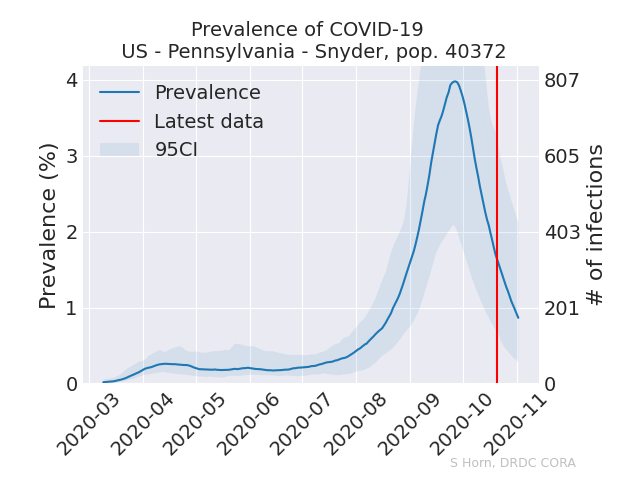 Prevalence of COVID-19
US - Pennsylvania - Snyder, pop. 40372
Prevalence
Latest data
95CI
Prevalence (%)
4
3
2
1
0
807
605
403
201
0
# of infections
2020-03
2020-04
2020-05
2020-06
2020-07
2020-08
2020-09
2020-10
2020-11
S Horn, DRDC CORA